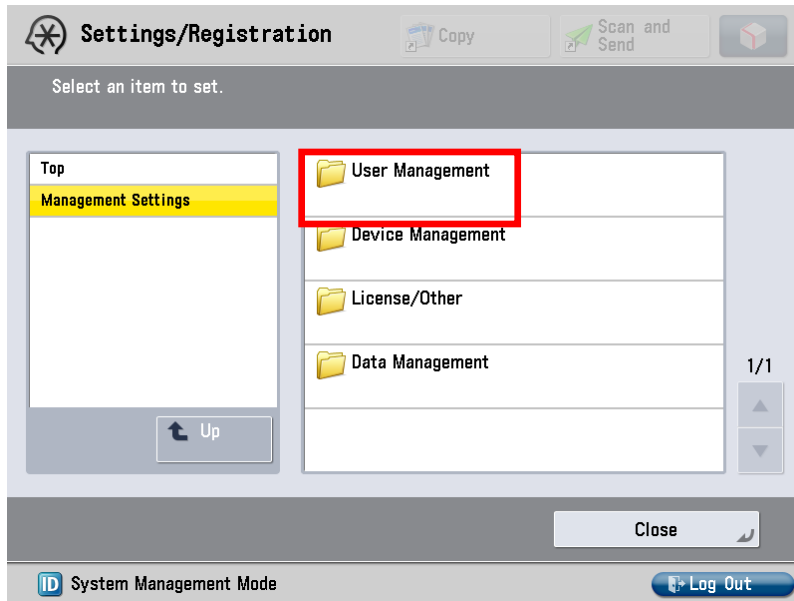 Settings/Registration
Copy
Scan and
Send
Select an item to set.
Top
Management Settings
Up
User Management
Device Management
License/Other
Data Management
1/1
Close
ID System Management Mode
Log Out